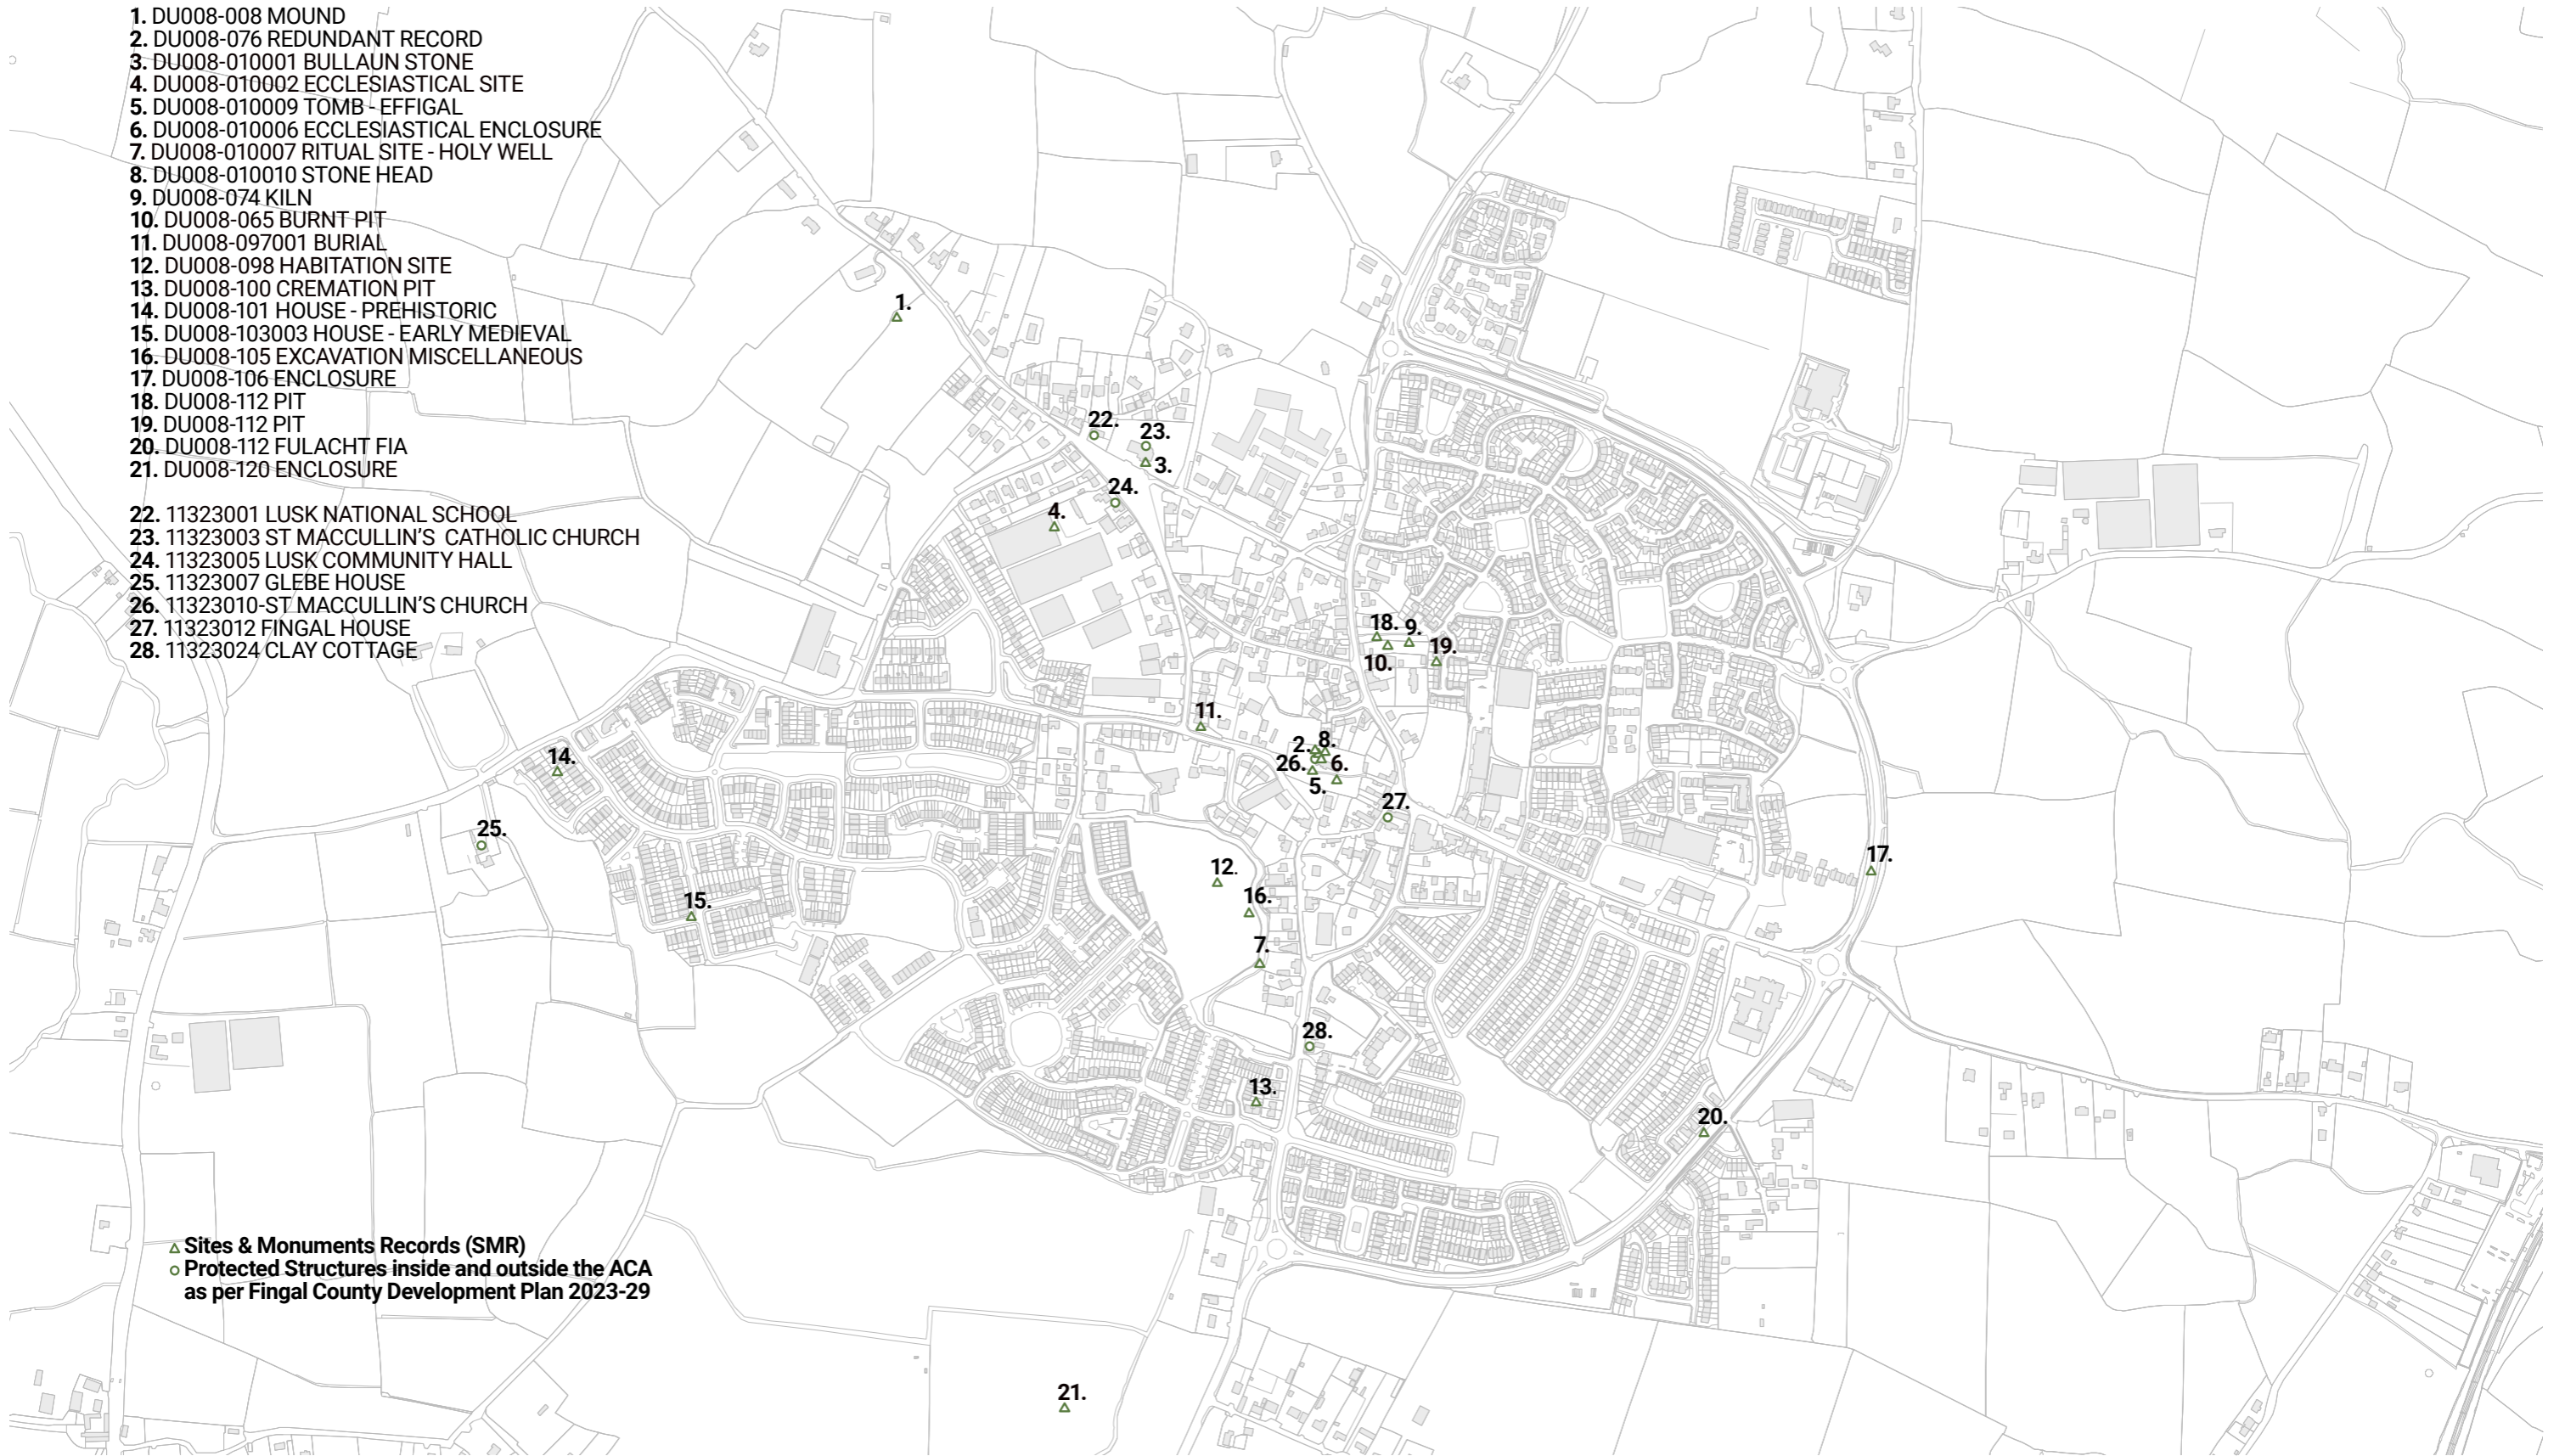 1. DU008-008 MOUND
2. DU008-076 REDUNDANT RECORD
3. DU008-010001 BULLAUN STONE
4. DU008-010002 ECCLESIASTICAL SITE
5. DU008-010009 TOMB - EFFIGAL
6. DU008-010006 ECCLESIASTICAL ENCLOSURE
7. DU008-010007 RITUAL SITE - HOLY WELL
8. DU008-010010 STONE HEAD
9. DU008-074 KILN
10. DU008-065 BURNT PIT
11. DU008-097001 BURIAL
12. DU008-098 HABITATION SITE
13. DU008-100 CREMATION PIT
14. DU008-101 HOUSE - PREHISTORIC
15. DU008-103003 HOUSE - EARLY MEDIEVAL
16. DU008-105 EXCAVATION MISCELLANEOUS
17. DU008-106 ENCLOSURE
18. DU008-112 PIT
19. DU008-112 PIT
20. DU008-112 FULACHT FIA
21. DU008-120 ENCLOSURE
22. 11323001 LUSK NATIONAL SCHOOL
23. 11323003 ST MACCULLIN'S CATHOLIC CHURCH
24. 11323005 LUSK COMMUNITY HALL
25. 11323007 GLEBE HOUSE
26. 11323010-ST MACCULLIN'S CHURCH
27. 11323012 FINGAL HOUSE
28. 11323024 CLAY COTTAGE
1.
22.
23.
3.
24.
4.
18.
9.
10.
19.
11.
2.
8.
26.
6.
5.
14.
27.
25.
17.
12.
15.
16.
7.
28.
13.
20.
21.
Sites & Monuments Records (SMR)
Protected Structures inside and outside the ACA
as per Fingal County Development Plan 2023-29